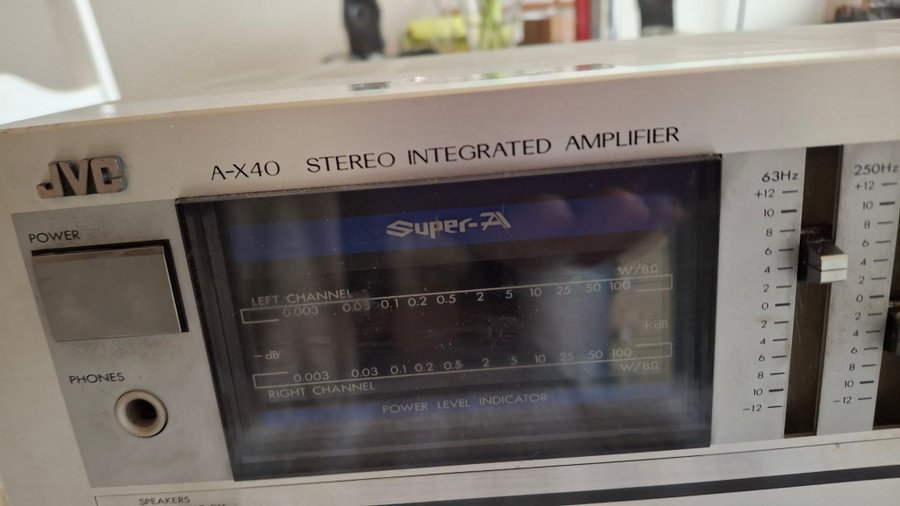 JVC
A-X40 STEREO INTEGRATED AMPLIFIER
POWER
PHONES
Super-A
W/8Ω
LEFT CHANNEL
0.003 0.03 0.1 0.2 0.5 2 5 10 25 50 100
-dB +dB
0.003 0.03 0.1 0.2 0.5 2 5 10 25 50 100
W/8Ω
RIGHT CHANNEL
POWER LEVEL INDICATOR
63Hz
+12
10
8
6
4
2
0
2
4
6
8
10
-12
250Hz
+12
10
8
6
4
2
0
2
4
6
8
10
-12
SPEAKERS